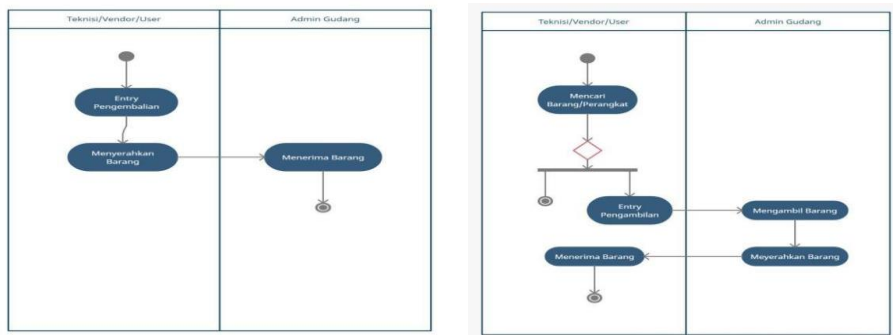 Teknisi/Vendor/User
Admin Gudang
Entry
Pengembalian
Menyerahkan
Barang
Menerima Barang
Teknisi/Vendor/User
Admin Gudang
Mencari
Barang/Perangkat
Entry
Pengambilan
Mengambil Barang
Menerima Barang
Meyerahkan Barang